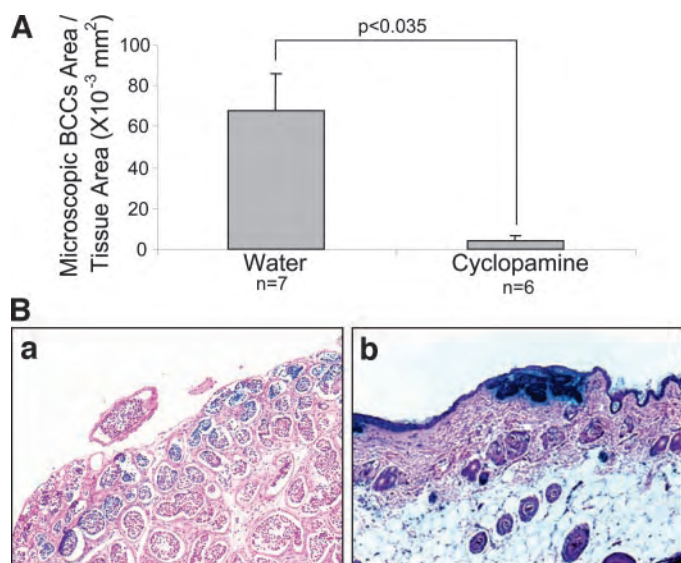 A
p<0.035
Microscopic BCCs Area /
Tissue Area (X10⁻³ mm²)
100
80
60
40
20
0
Water
n=7
Cyclopamine
n=6
B
a
b